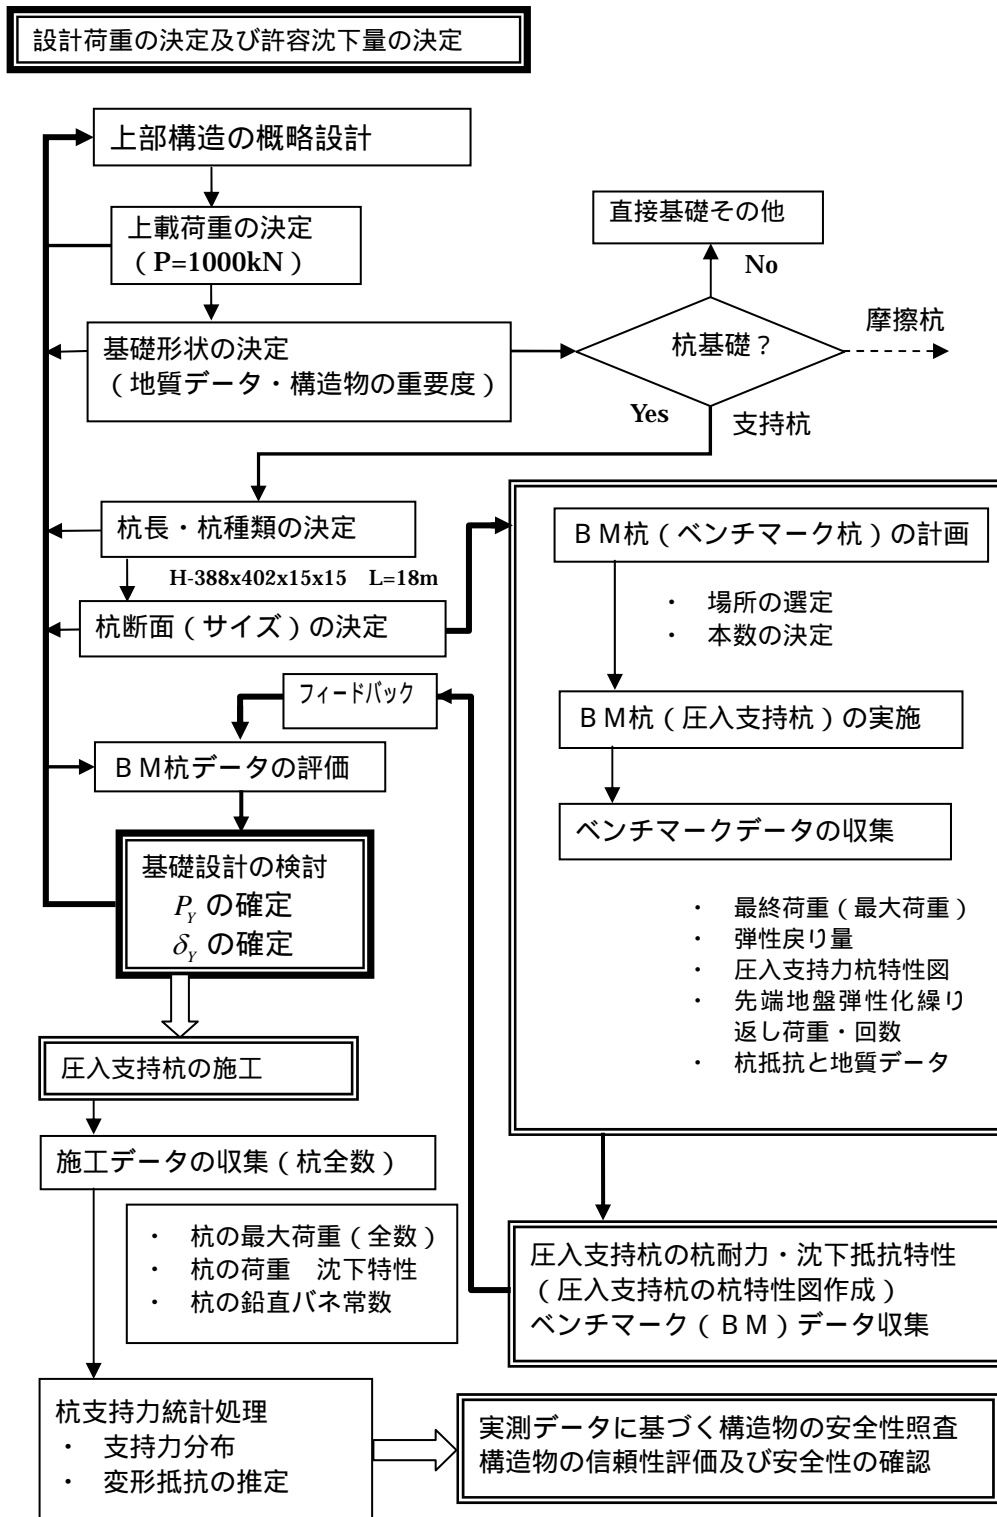 設計荷重の決定及び許容沈下量の決定
上部構造の概略設計
上載荷重の決定
（P=1000kN）
直接基礎その他
No
基礎形状の決定
（地質データ・構造物の重要度）
杭基礎？
摩擦杭
Yes
支持杭
杭長・杭種類の決定
H-388x402x15x15 L=18m
杭断面（サイズ）の決定
ＢＭ杭（ベンチマーク杭）の計画
・ 場所の選定
・ 本数の決定
フィードバック
ＢＭ杭（圧入支持杭）の実施
ＢＭ杭データの評価
ベンチマークデータの収集
基礎設計の検討
P_Y の確定
δ_Y の確定
・ 最終荷重（最大荷重）
・ 弾性戻り量
・ 圧入支持力杭特性図
・ 先端地盤弾性化繰り
返し荷重・回数
・ 杭抵抗と地質データ
圧入支持杭の施工
施工データの収集（杭全数）
・ 杭の最大荷重（全数）
・ 杭の荷重 沈下特性
・ 杭の鉛直バネ常数
圧入支持杭の杭耐力・沈下抵抗特性
（圧入支持杭の杭特性図作成）
ベンチマーク（ＢＭ）データ収集
杭支持力統計処理
・ 支持力分布
・ 変形抵抗の推定
実測データに基づく構造物の安全性照査
構造物の信頼性評価及び安全性の確認